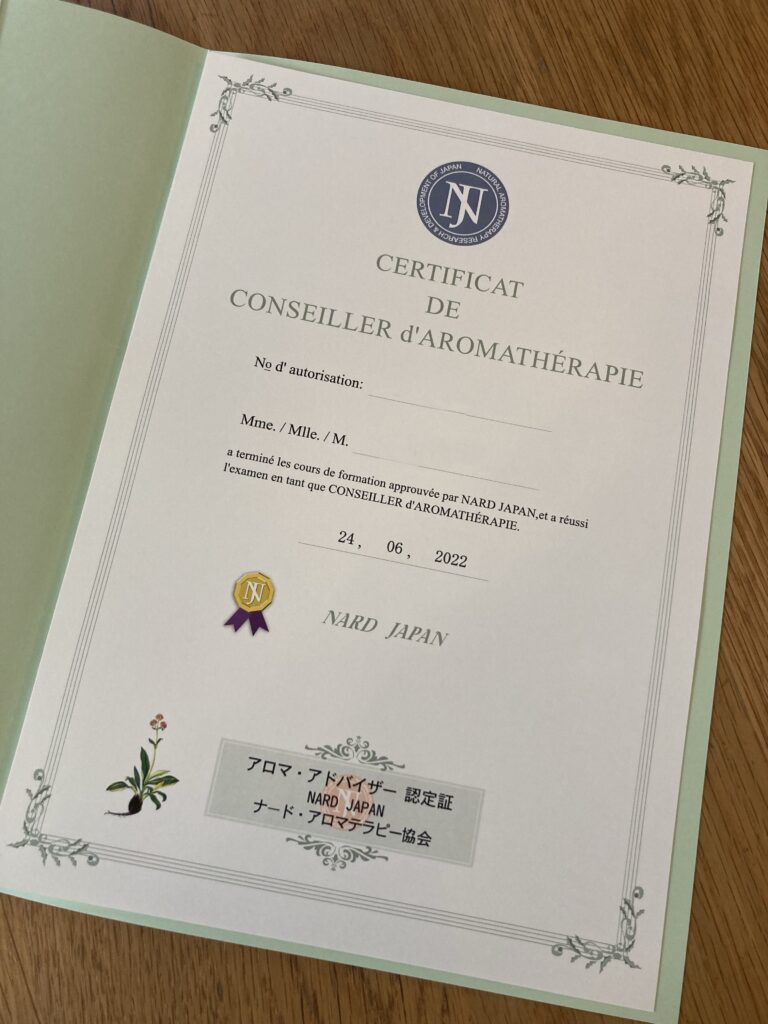 NATURAL AROMATHERAPY RESEARCH & DEVELOPMENT OF JAPAN
NJ
CERTIFICAT
DE
CONSEILLER d'AROMATHÉRAPIE
No d' autorisation:
Mme. / Mlle. / M.
a terminé les cours de formation approuvée par NARD JAPAN,et a réussi
l'examen en tant que CONSEILLER d'AROMATHÉRAPIE.
24 , 06 , 2022
NJ
NARD JAPAN
アロマ・アドバイザー 認定証
NARD JAPAN
ナード・アロマテラピー協会